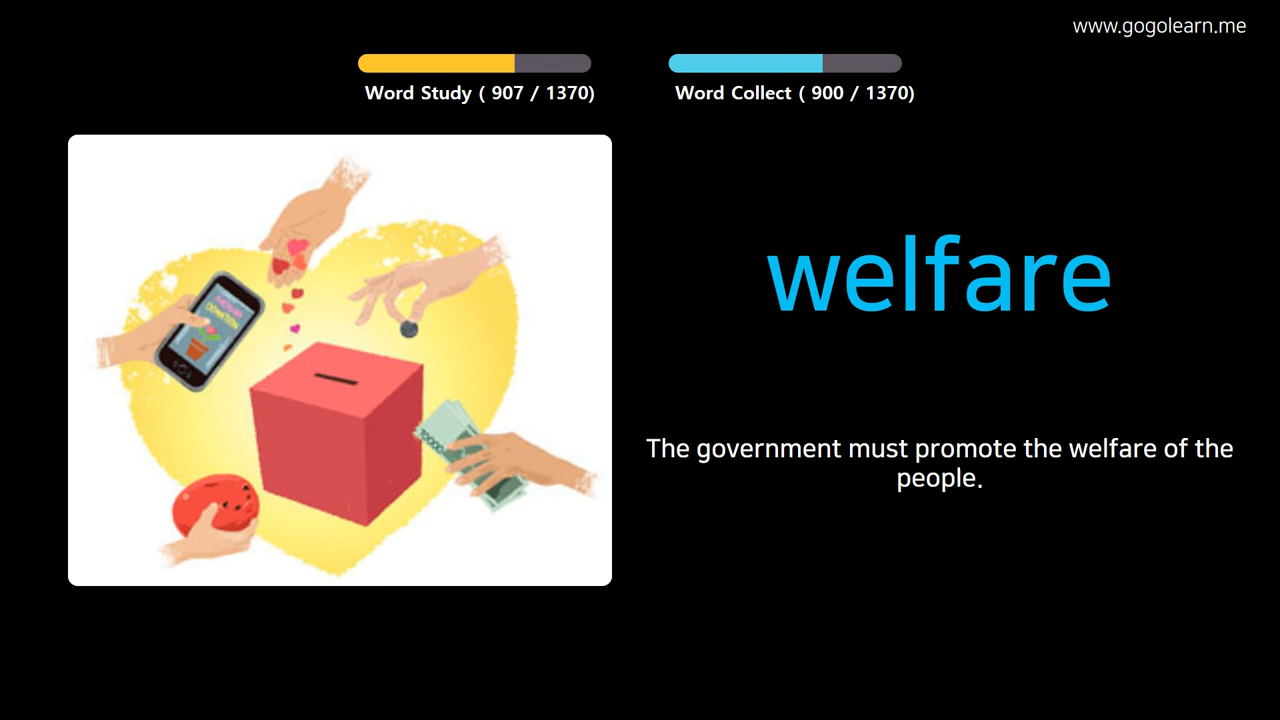 www.gogolearn.me
Word Study ( 907 / 1370)
Word Collect ( 900 / 1370)
DONATION
welfare
The government must promote the welfare of the
people.